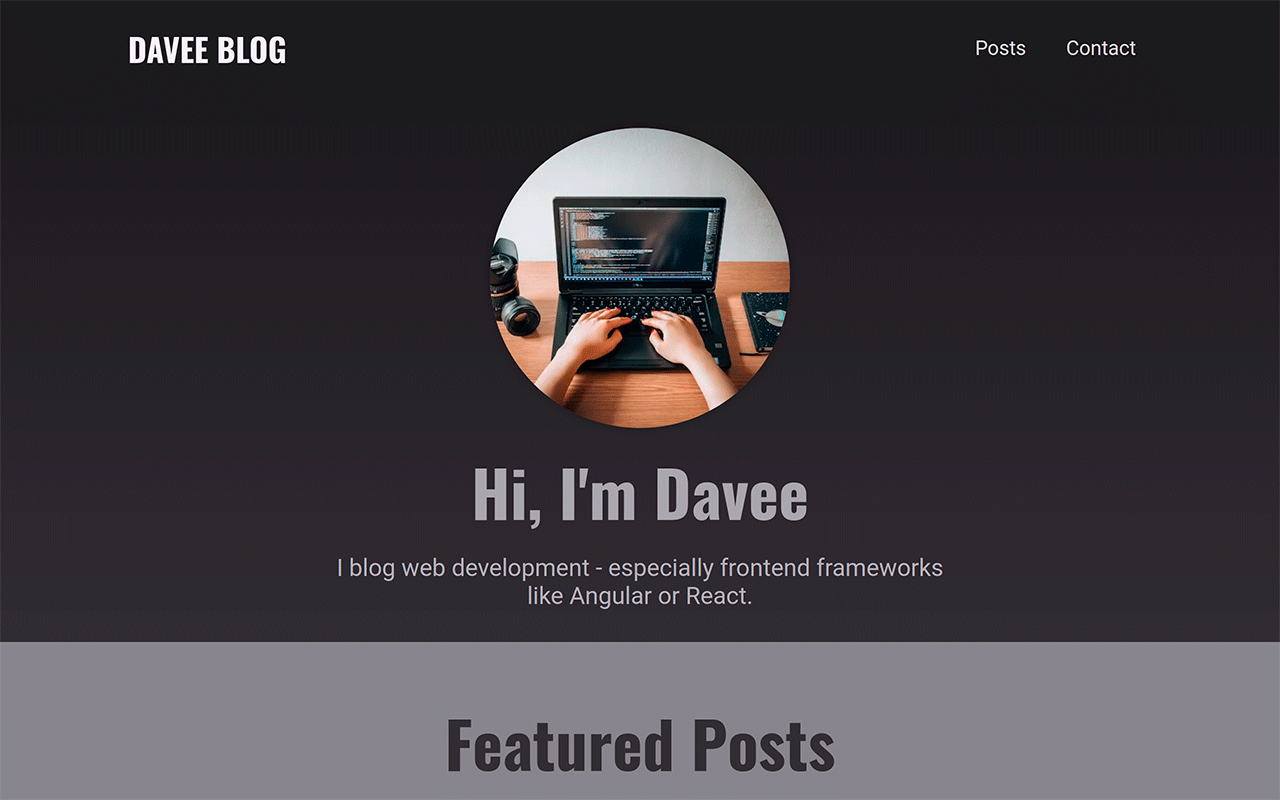 DAVEE BLOG
Posts
Contact
Hi, I'm Davee
I blog web development - especially frontend frameworks
like Angular or React.
Featured Posts